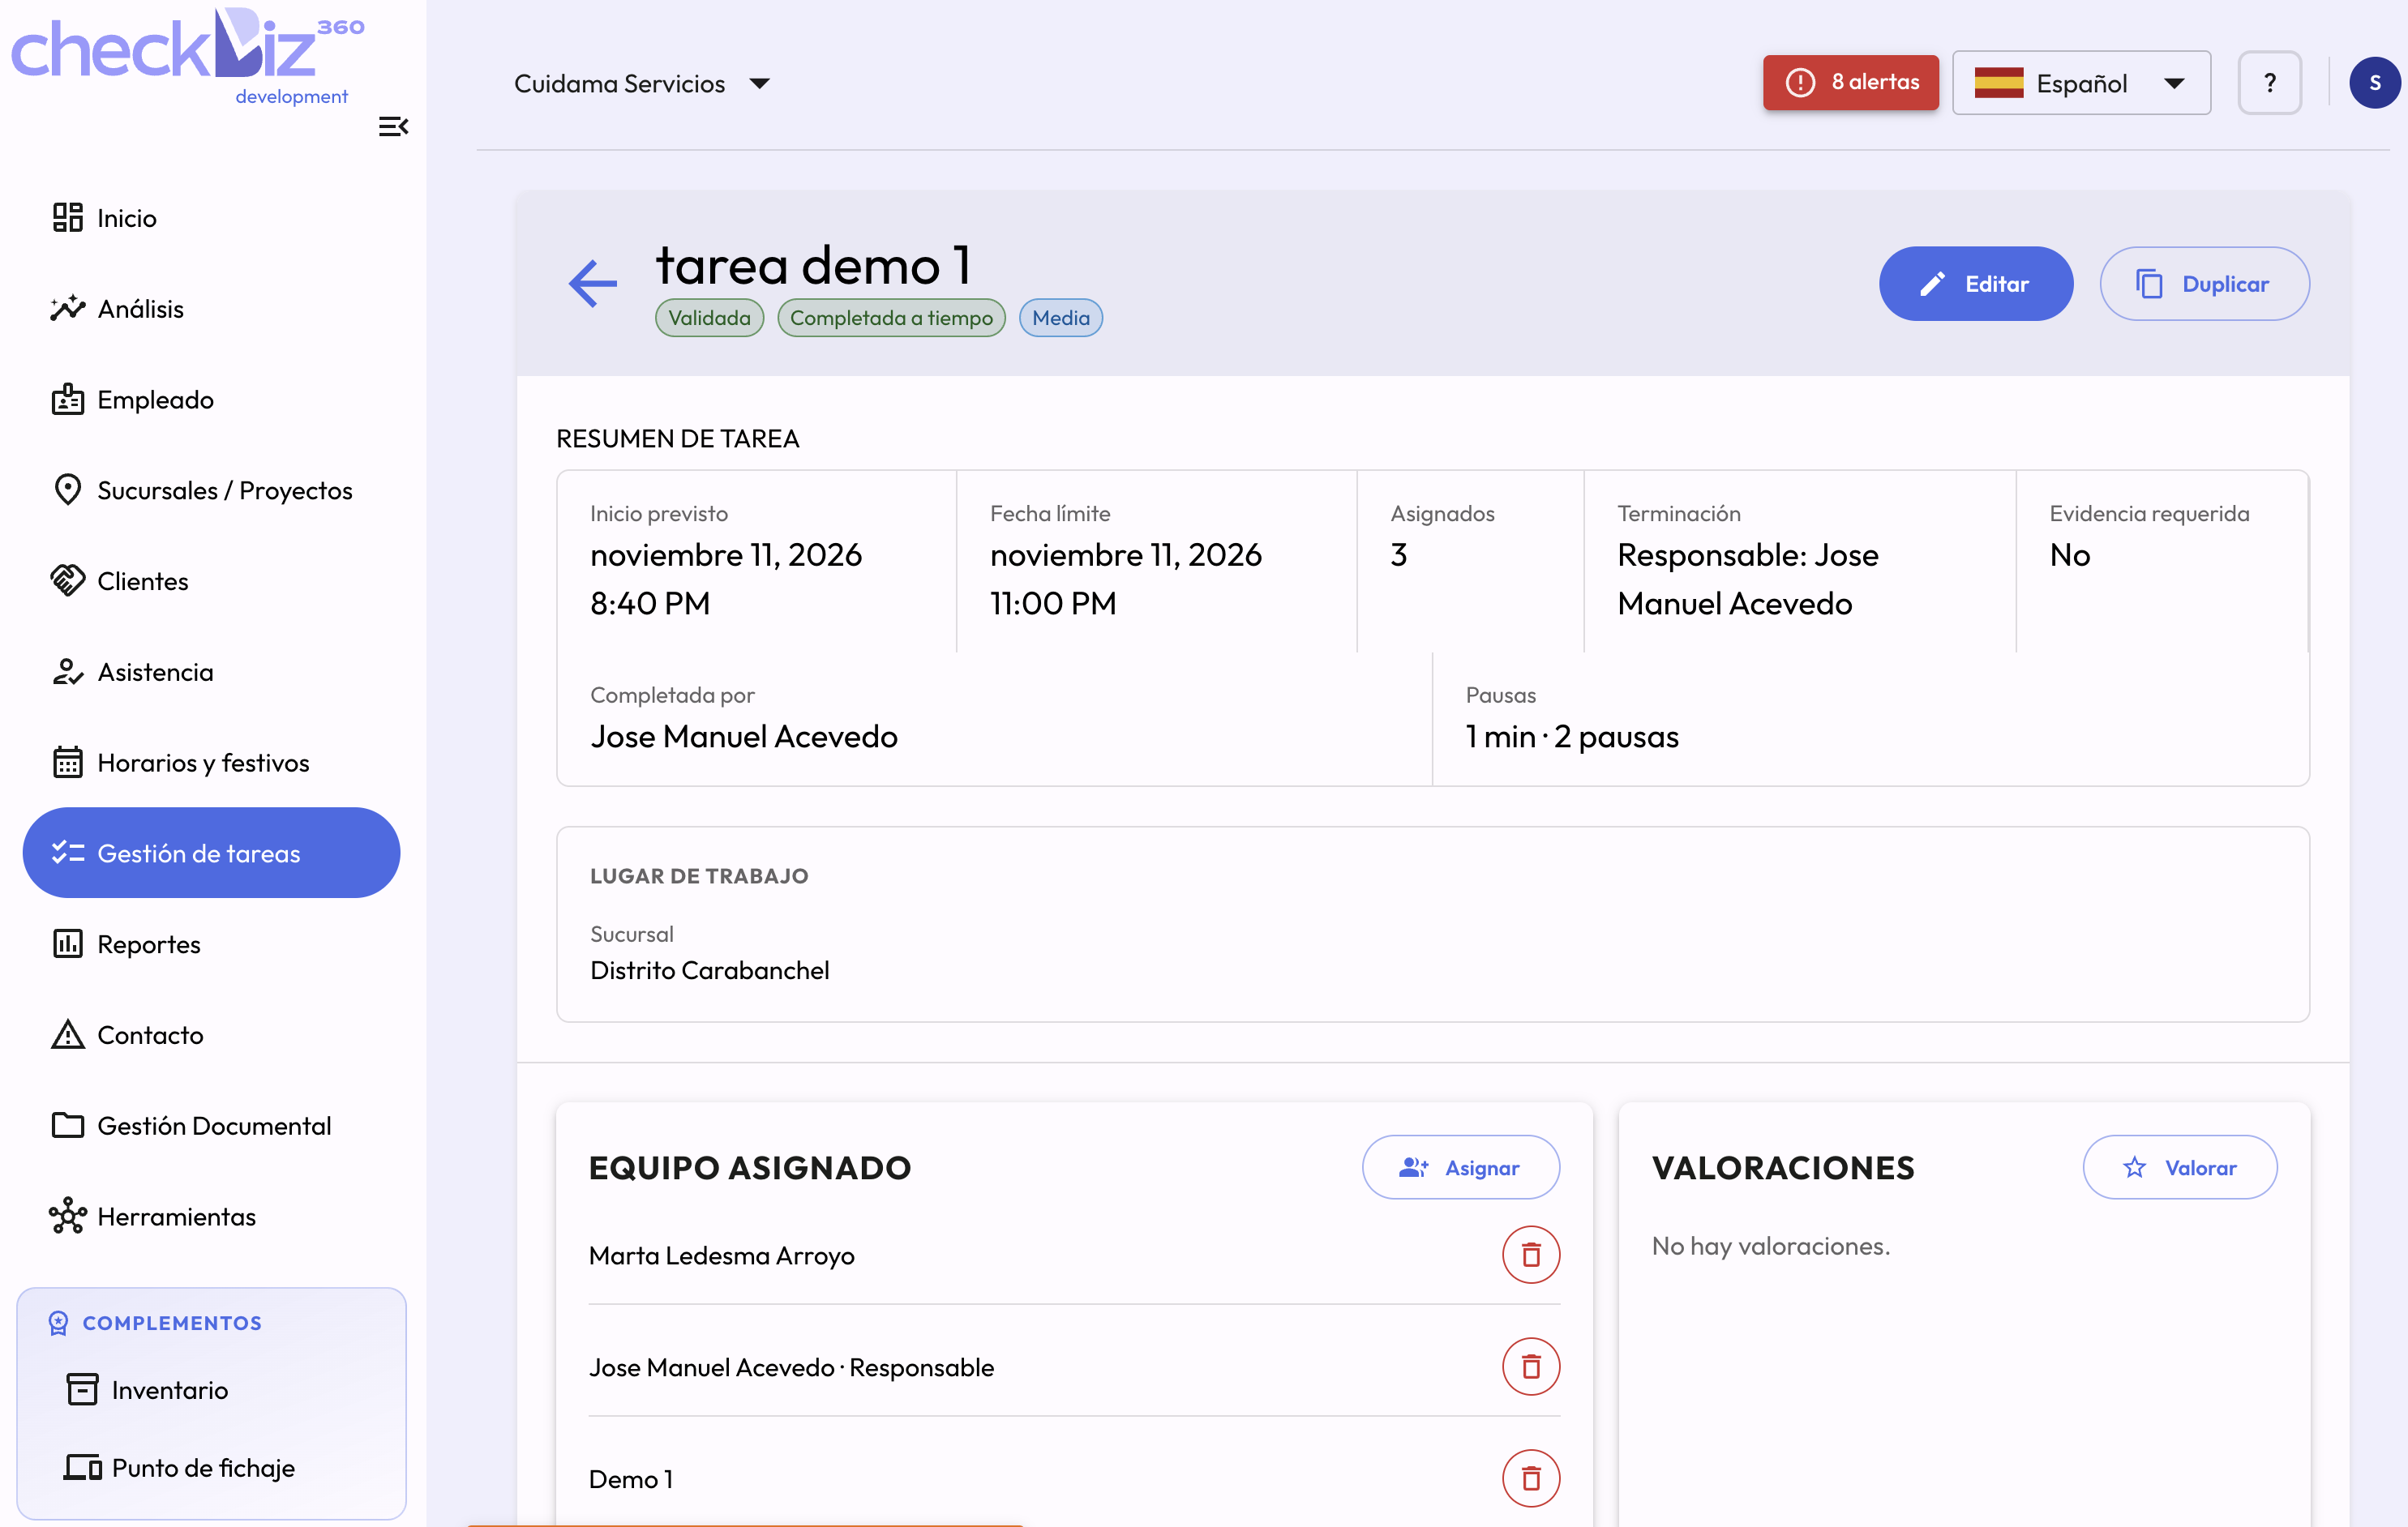 checkbiz 360
development
Inicio
Análisis
Empleado
Sucursales / Proyectos
Clientes
Asistencia
Horarios y festivos
Gestión de tareas
Reportes
Contacto
Gestión Documental
Herramientas
COMPLEMENTOS
Inventario
Punto de fichaje
Cuidama Servicios
8 alertas
Español
?
S
tarea demo 1
Validada
Completada a tiempo
Media
Editar
Duplicar
RESUMEN DE TAREA
Inicio previsto
noviembre 11, 2026
8:40 PM
Fecha límite
noviembre 11, 2026
11:00 PM
Asignados
3
Terminación
Responsable: Jose
Manuel Acevedo
Evidencia requerida
No
Completada por
Jose Manuel Acevedo
Pausas
1 min · 2 pausas
LUGAR DE TRABAJO
Sucursal
Distrito Carabanchel
EQUIPO ASIGNADO
Asignar
Marta Ledesma Arroyo
Jose Manuel Acevedo · Responsable
Demo 1
VALORACIONES
Valorar
No hay valoraciones.